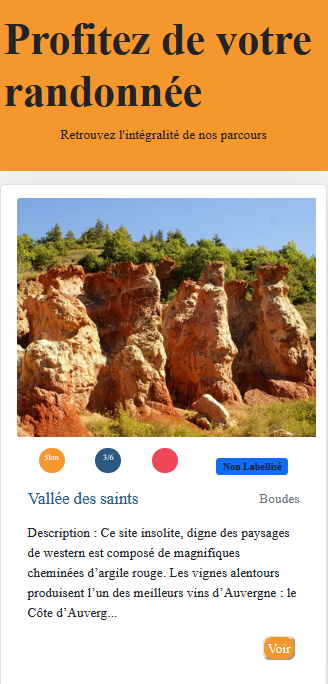 Profitez de votre
randonnée
Retrouvez l'intégralité de nos parcours
5km 3/6 Non Labellisé
Vallée des saints Boudes
Description : Ce site insolite, digne des paysages
de western est composé de magnifiques
cheminées d’argile rouge. Les vignes alentours
produisent l’un des meilleurs vins d’Auvergne : le
Côte d’Auverg...
Voir